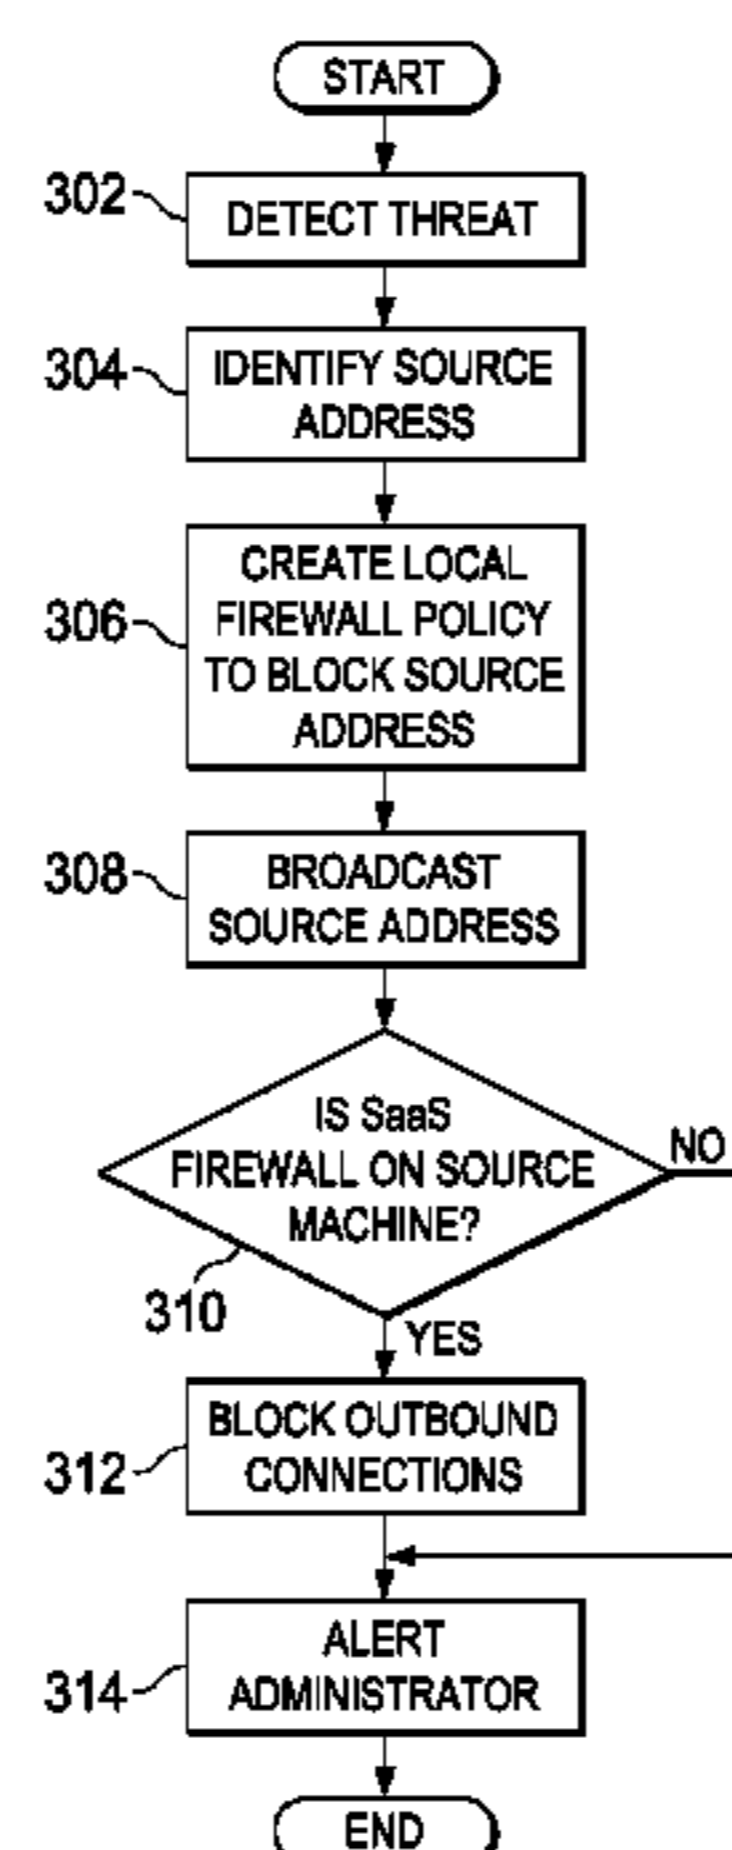 START
302
DETECT THREAT
304
IDENTIFY SOURCE
ADDRESS
306
CREATE LOCAL
FIREWALL POLICY
TO BLOCK SOURCE
ADDRESS
308
BROADCAST
SOURCE ADDRESS
IS SaaS
FIREWALL ON SOURCE
MACHINE?
NO
310
YES
312
BLOCK OUTBOUND
CONNECTIONS
314
ALERT
ADMINISTRATOR
END